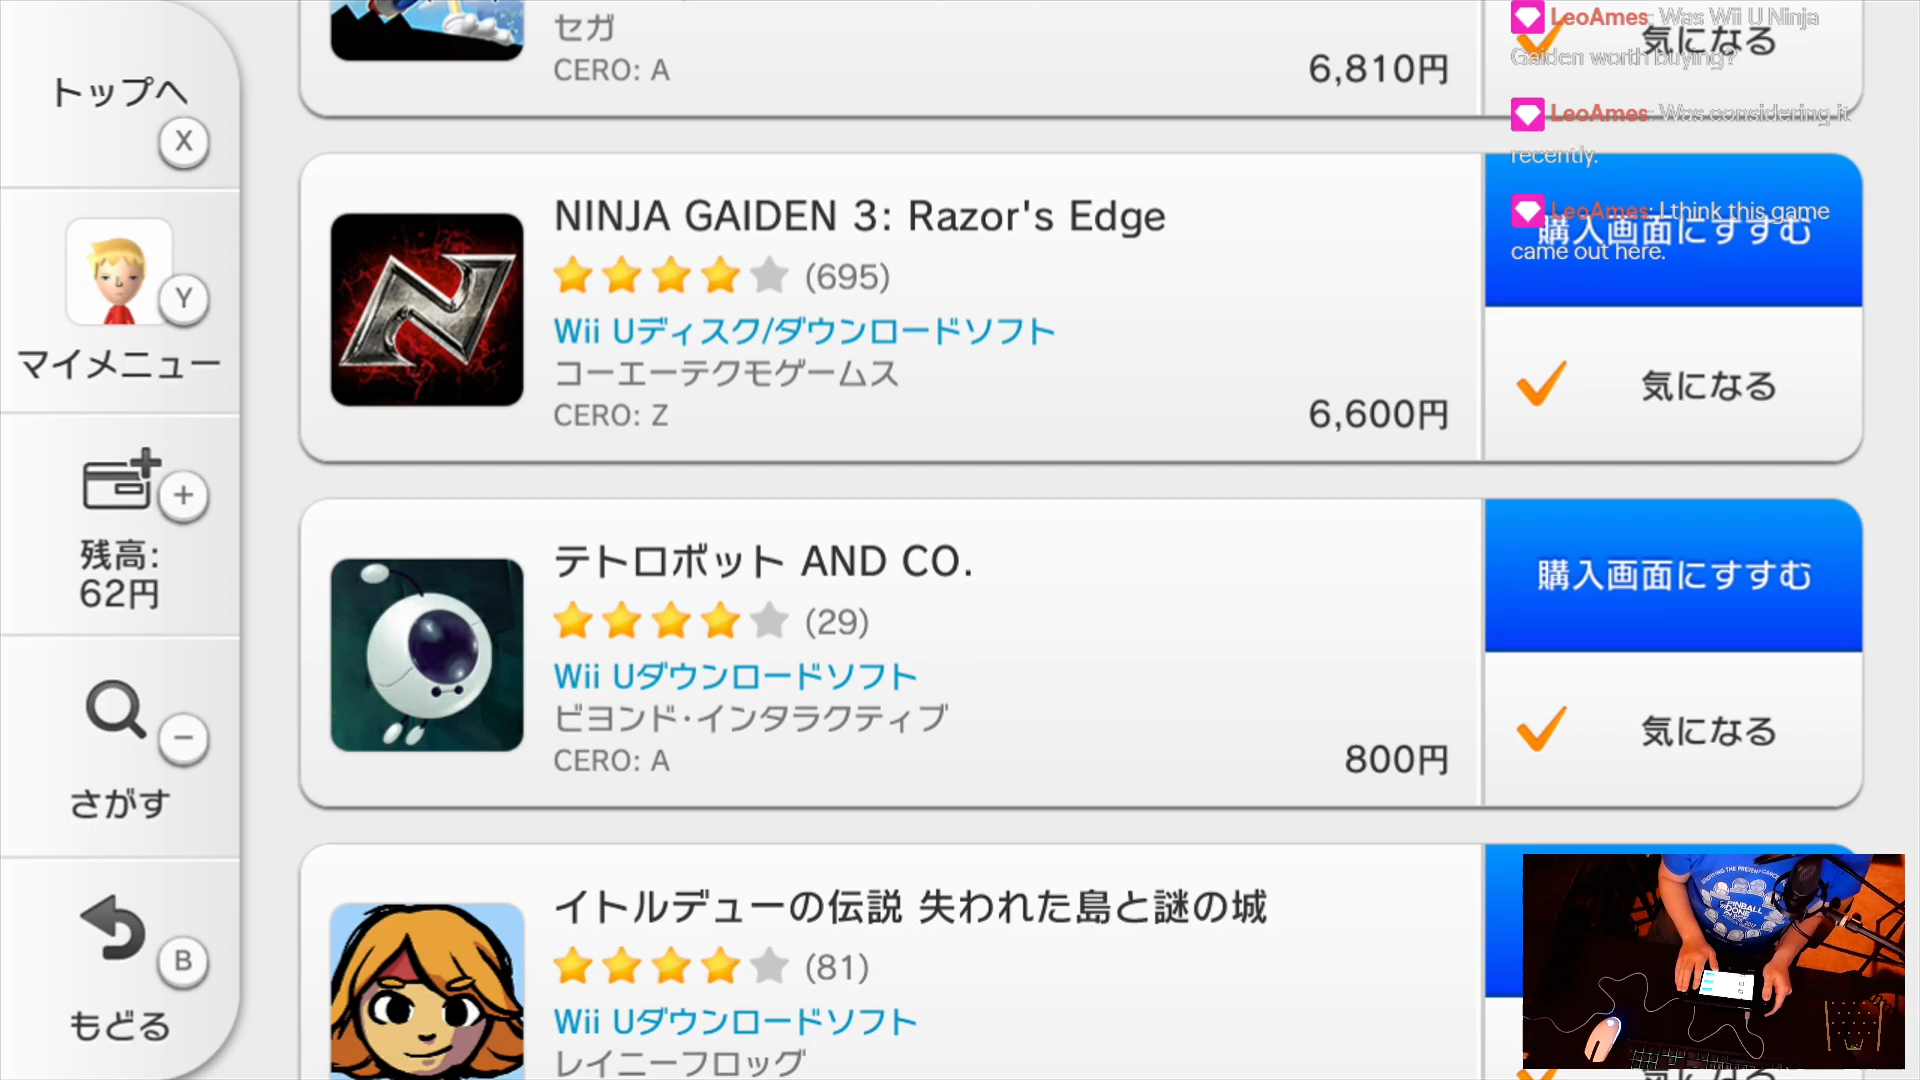 トップへ
X
Y
マイメニュー
+
残高:
62円
−
さがす
B
もどる
セガ
CERO: A
6,810円
気になる
NINJA GAIDEN 3: Razor's Edge
(695)
Wii Uディスク/ダウンロードソフト
コーエーテクモゲームス
CERO: Z
6,600円
購入画面にすすむ
気になる
テトロボット AND CO.
(29)
Wii Uダウンロードソフト
ビヨンド・インタラクティブ
CERO: A
800円
購入画面にすすむ
気になる
イトルデューの伝説 失われた島と謎の城
(81)
Wii Uダウンロードソフト
レイニーフロッグ
気になる
LeoAmes: Was Wii U Ninja
Gaiden worth buying?
LeoAmes: Was considering it
recently.
LeoAmes: I think this game
came out here.
PINBALL